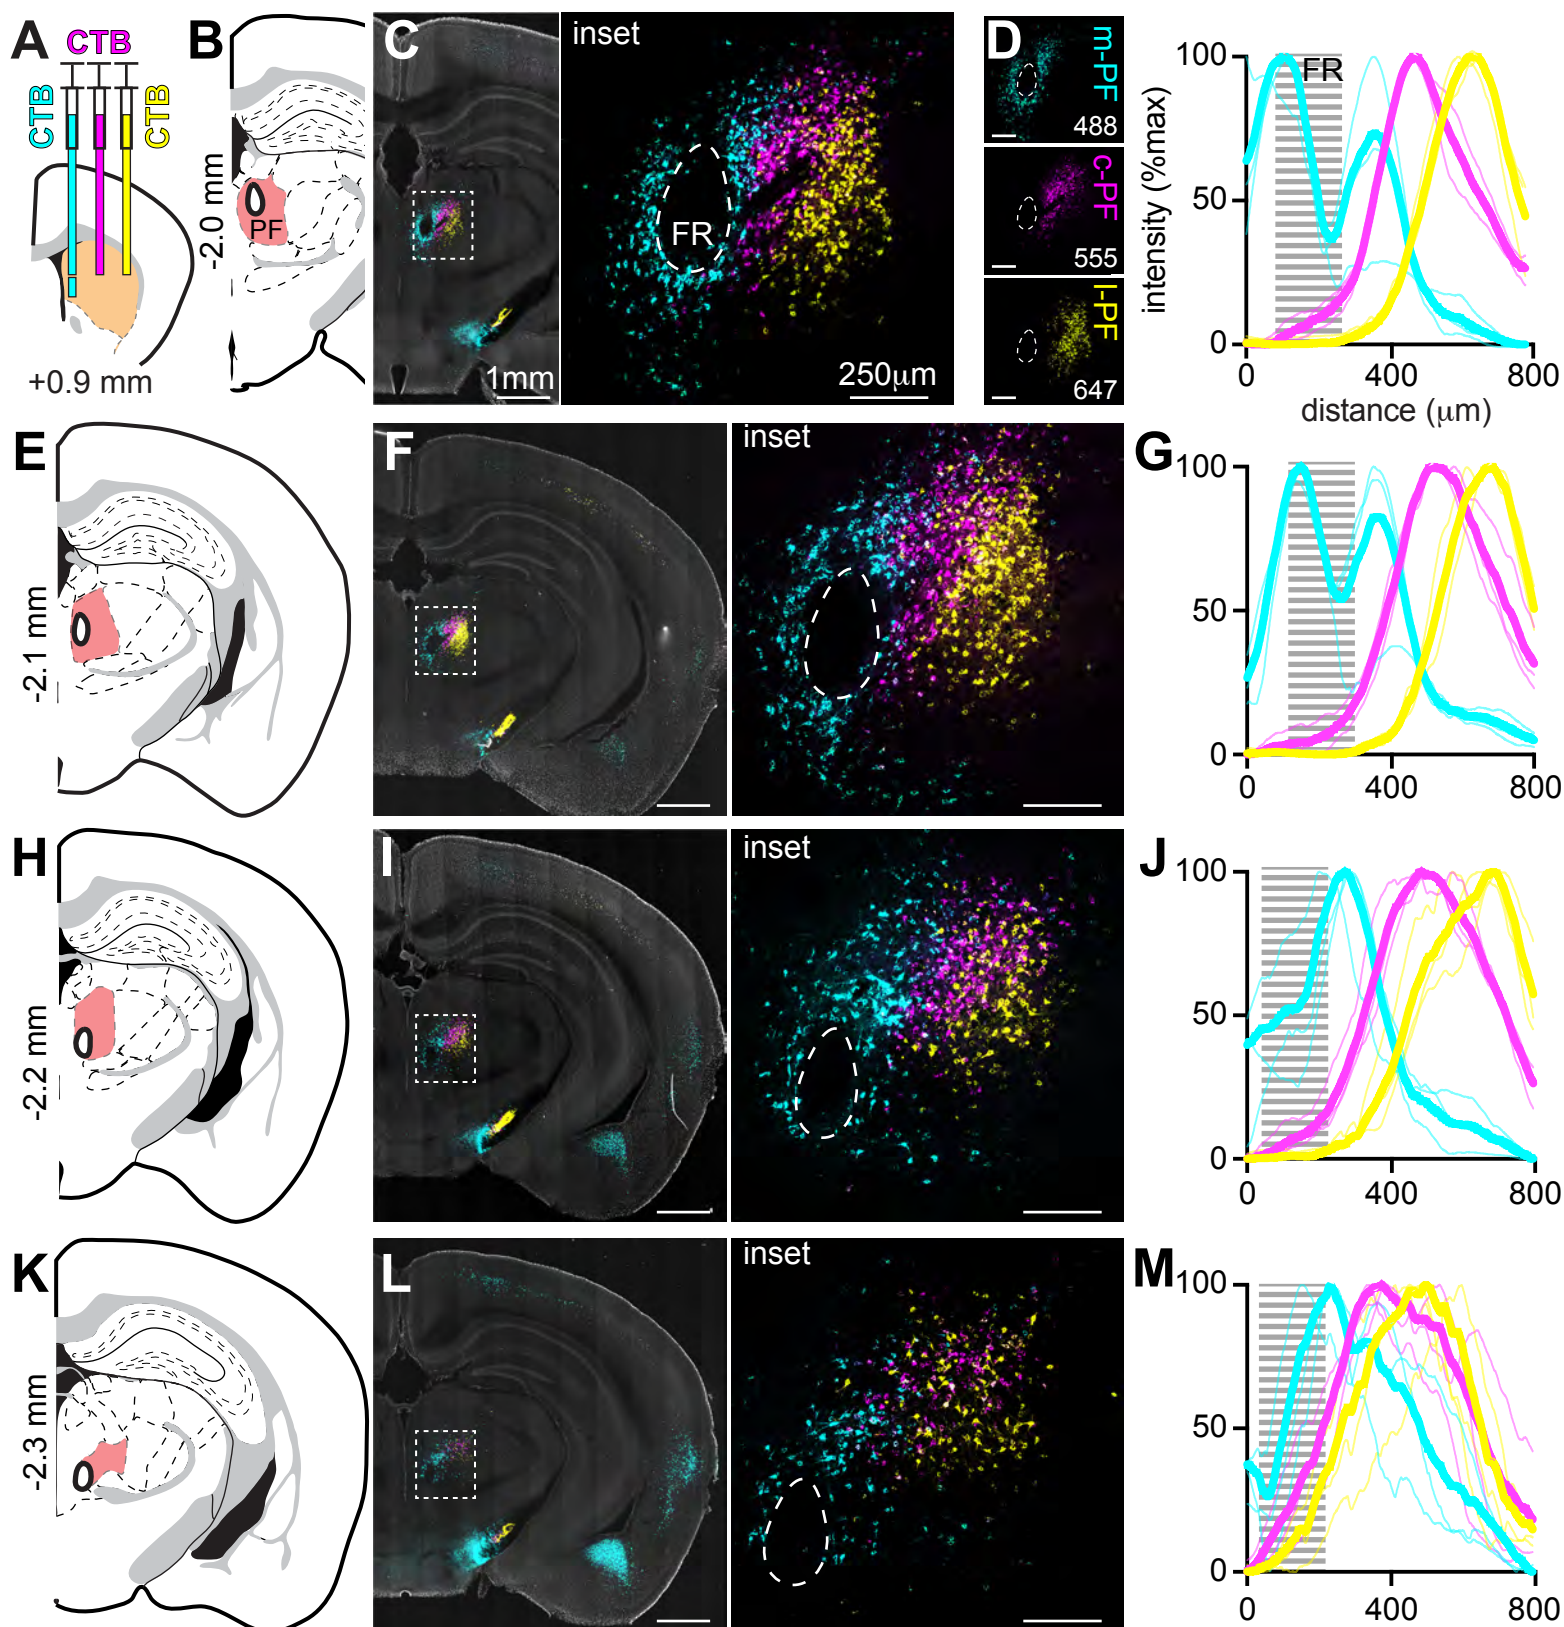 A
CTB
CTB
CTB
+0.9 mm
B
-2.0 mm
PF
C
1mm
inset
FR
250μm
D
m-PF
488
c-PF
555
l-PF
647
intensity (%max)
100
50
0
FR
0 400 800
distance (μm)
E
-2.1 mm
F
inset
G
100
50
0
0 400 800
H
-2.2 mm
I
inset
J
100
50
0
0 400 800
K
-2.3 mm
L
inset
M
100
50
0
0 400 800